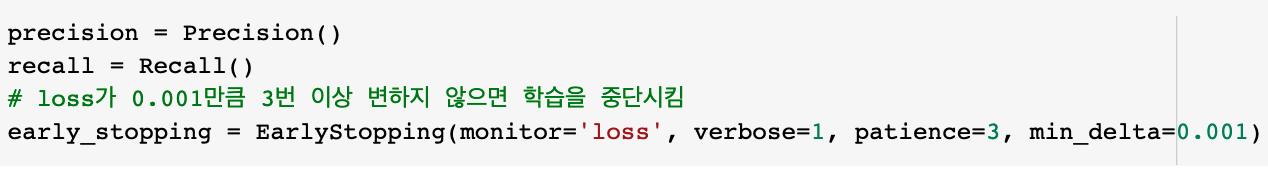 precision = Precision()
recall = Recall()
# loss가 0.001만큼 3번 이상 변하지 않으면 학습을 중단시킴
early_stopping = EarlyStopping(monitor='loss', verbose=1, patience=3, min_delta=0.001)